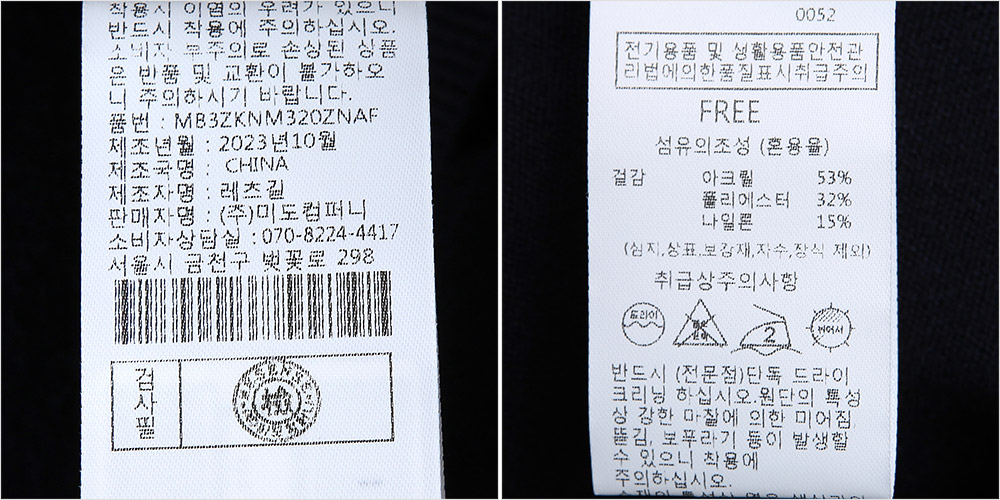 착용시 이염의 우려가 있으니
반드시 착용에 주의하십시오.
소비자 부주의로 손상된 상품
은 반품 및 교환이 불가하오
니 주의하시기 바랍니다.
품번 : MB3ZKNM320ZNAF
제조년월 : 2023년10월
제조국명 : CHINA
제조자명 : 레츠길
판매자명 : (주)미도컴퍼니
소비자상담실 : 070-8224-4417
서울시 금천구 벚꽃로 298
검사필
0052
전기용품 및 생활용품안전관
리법에의한품질표시취급주의
FREE
섬유의조성 (혼용율)
겉감 아크릴 53%
폴리에스터 32%
나일론 15%
(심지,상표,보강재,자수,장식 제외)
취급상주의사항
드라이
2
뉘어서
반드시 (전문점)단독 드라이
크리닝 하십시오.원단의 특성
상 강한 마찰에 의한 미어짐,
뜯김, 보푸라기 등이 발생할
수 있으니 착용에
주의하십시오.